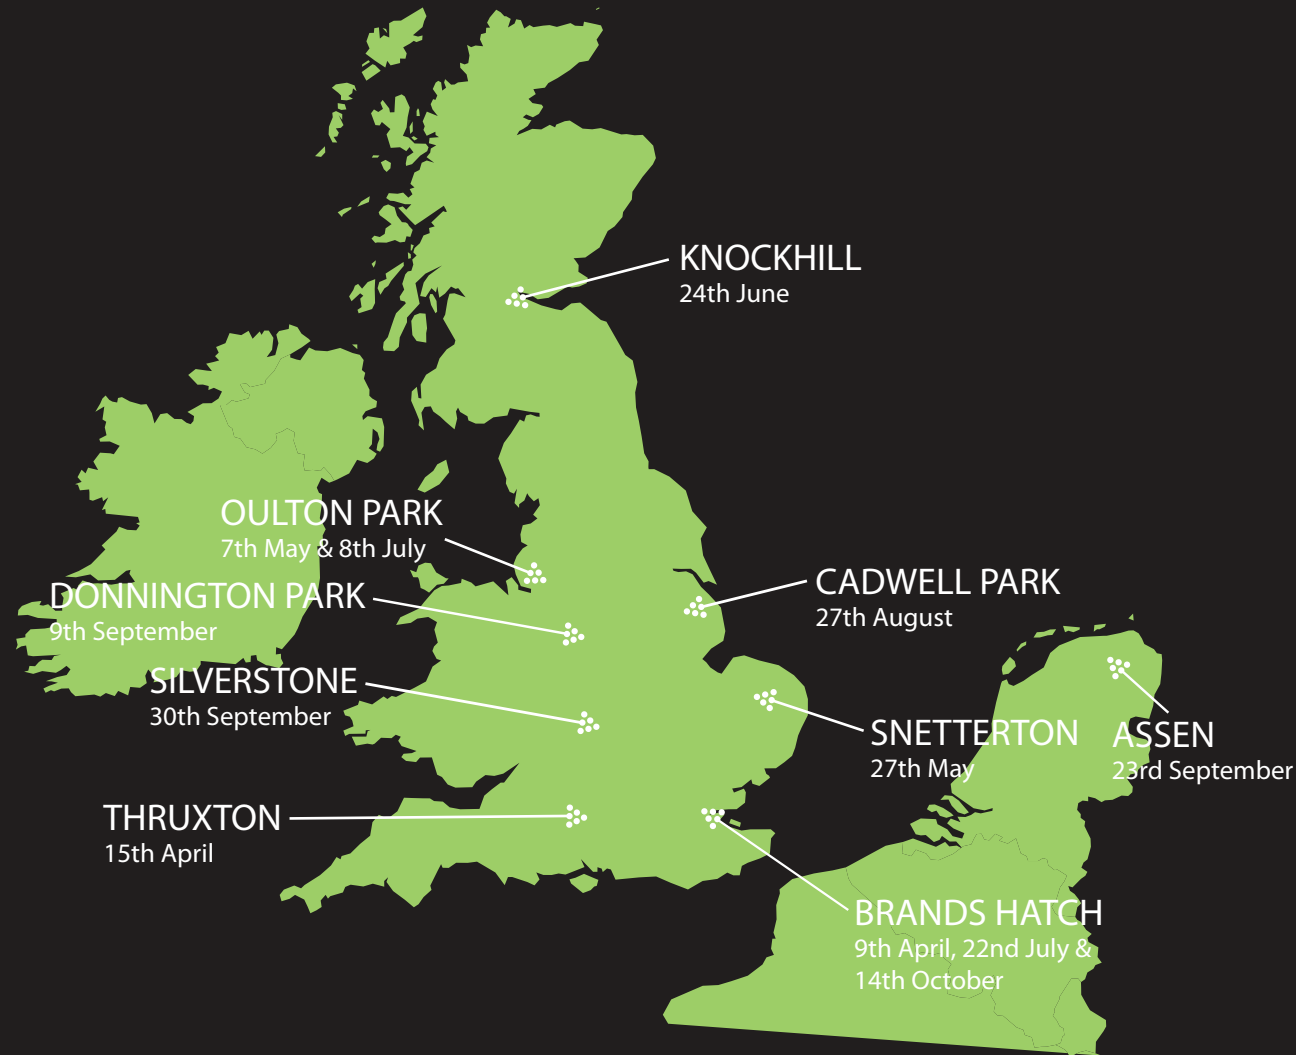 KNOCKHILL
24th June
OULTON PARK
7th May & 8th July
DONNINGTON PARK
9th September
CADWELL PARK
27th August
SILVERSTONE
30th September
SNETTERTON
27th May
ASSEN
23rd September
THRUXTON
15th April
BRANDS HATCH
9th April, 22nd July &
14th October